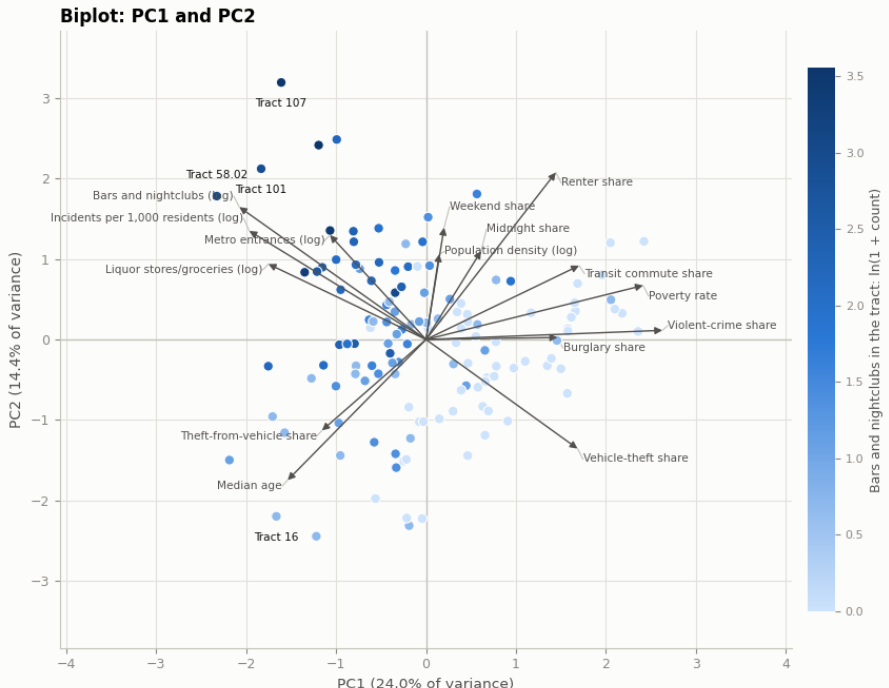 Biplot: PC1 and PC2
3
2
1
0
−1
−2
−3
−4
−3
−2
−1
0
1
2
3
4
PC2 (14.4% of variance)
PC1 (24.0% of variance)
Tract 107
Tract 58.02
Tract 101
Bars and nightclubs (log)
Incidents per 1,000 residents (log)
Metro entrances (log)
Liquor stores/groceries (log)
Weekend share
Midnight share
Population density (log)
Renter share
Transit commute share
Poverty rate
Violent-crime share
Burglary share
Theft-from-vehicle share
Vehicle-theft share
Median age
Tract 16
3.5
3.0
2.5
2.0
1.5
1.0
0.5
0.0
Bars and nightclubs in the tract: ln(1 + count)